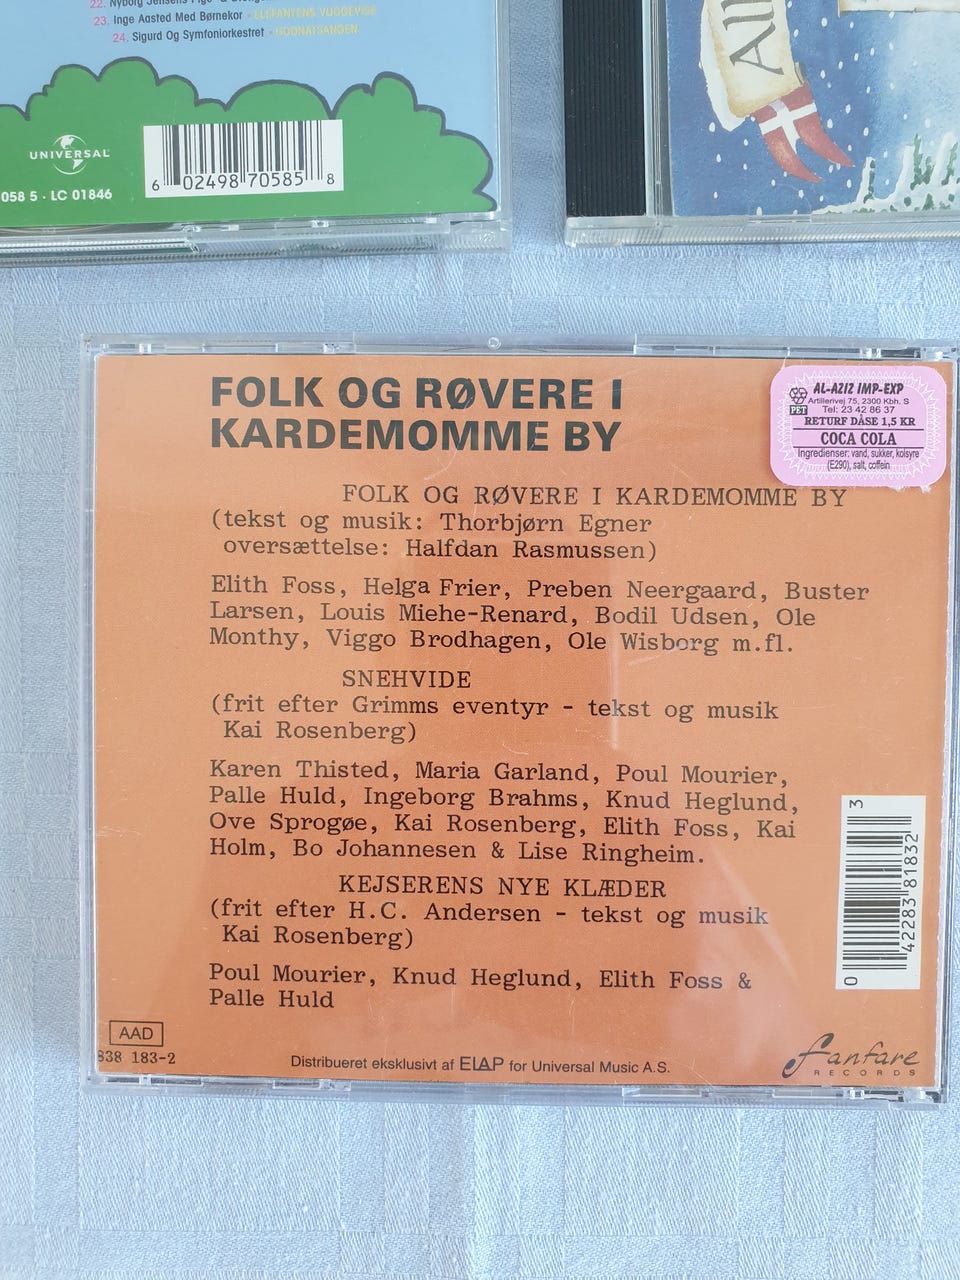 23. Inge Aasted Med Børnekor - ELEFANTENS VUGGEVISE
24. Sigurd Og Symfoniorkestret - GODNATSANGEN
UNIVERSAL
058 5 · LC 01846
6 02498 70585 8
FOLK OG RØVERE I
KARDEMOMME BY
AL-AZIZ IMP-EXP
Artillerivej 75, 2300 Kbh. S
Tel: 23 42 86 37
PET
RETURF DÅSE 1,5 KR
COCA COLA
Ingredienser: vand, sukker, kolsyre
(E290), salt, coffein
FOLK OG RØVERE I KARDEMOMME BY
(tekst og musik: Thorbjørn Egner
oversættelse: Halfdan Rasmussen)
Elith Foss, Helga Frier, Preben Neergaard, Buster
Larsen, Louis Miehe-Renard, Bodil Udsen, Ole
Monthy, Viggo Brodhagen, Ole Wisborg m.fl.
SNEHVIDE
(frit efter Grimms eventyr - tekst og musik
Kai Rosenberg)
Karen Thisted, Maria Garland, Poul Mourier,
Palle Huld, Ingeborg Brahms, Knud Heglund,
Ove Sprogøe, Kai Rosenberg, Elith Foss, Kai
Holm, Bo Johannesen & Lise Ringheim.
KEJSERENS NYE KLÆDER
(frit efter H.C. Andersen - tekst og musik
Kai Rosenberg)
Poul Mourier, Knud Heglund, Elith Foss &
Palle Huld
0 42283 81832 3
AAD
838 183-2
Distribueret eksklusivt af ELAP for Universal Music A.S.
fanfare
RECORDS